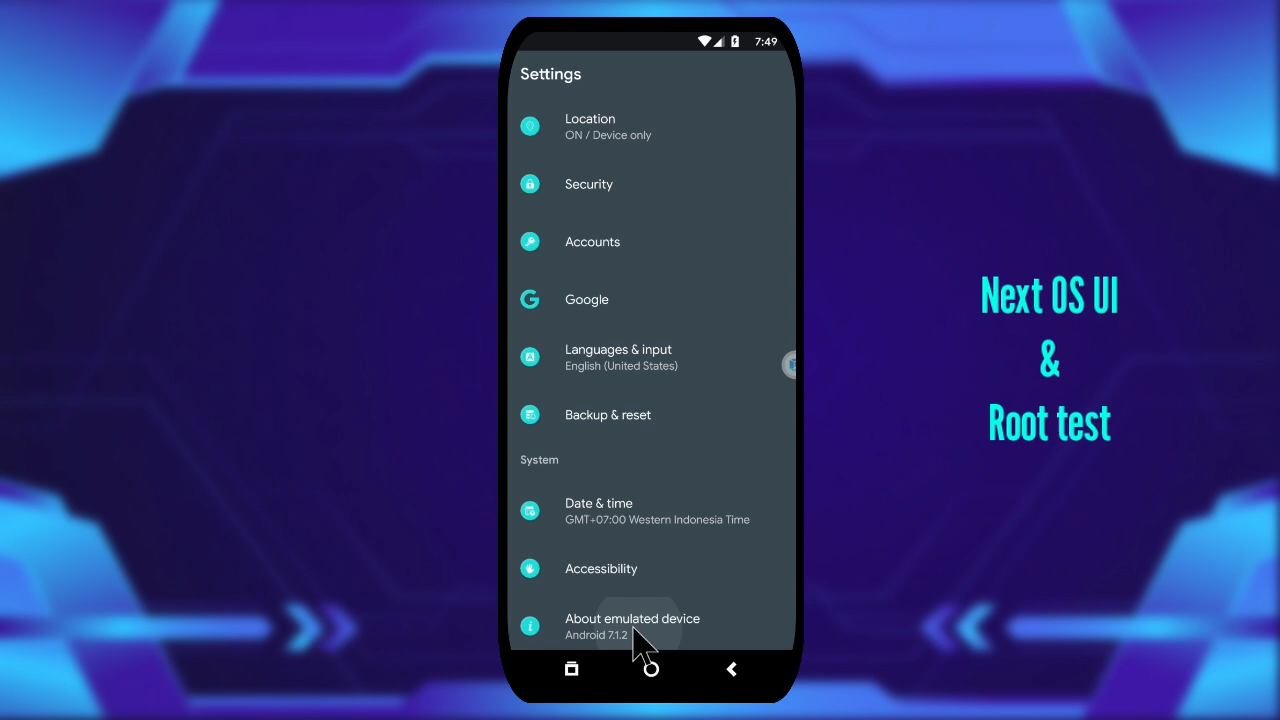 7:49
Settings
Location
ON / Device only
Security
Accounts
Google
Languages & input
English (United States)
Backup & reset
System
Date & time
GMT+07:00 Western Indonesia Time
Accessibility
About emulated device
Android 7.1.2
Next OS UI
&
Root test